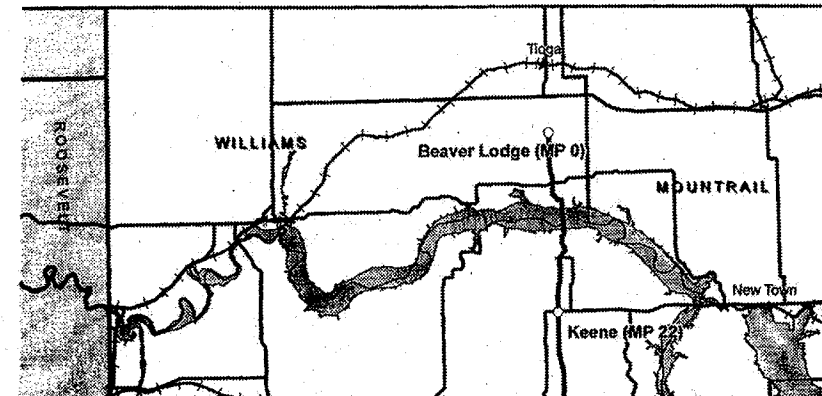 Tioga
ROOSEVELT
WILLIAMS
Beaver Lodge (MP 0)
MOUNTRAIL
New Town
Keene (MP 22)